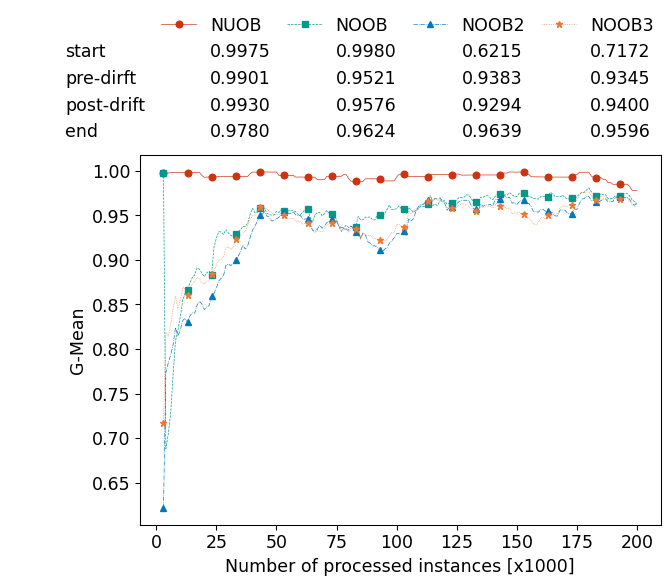 NUOB NOOB NOOB2 NOOB3
start 0.9975 0.9980 0.6215 0.7172
pre-dirft 0.9901 0.9521 0.9383 0.9345
post-drift 0.9930 0.9576 0.9294 0.9400
end 0.9780 0.9624 0.9639 0.9596
1.00
0.95
0.90
0.85
0.80
0.75
0.70
0.65
G-Mean
0 25 50 75 100 125 150 175 200
Number of processed instances [x1000]